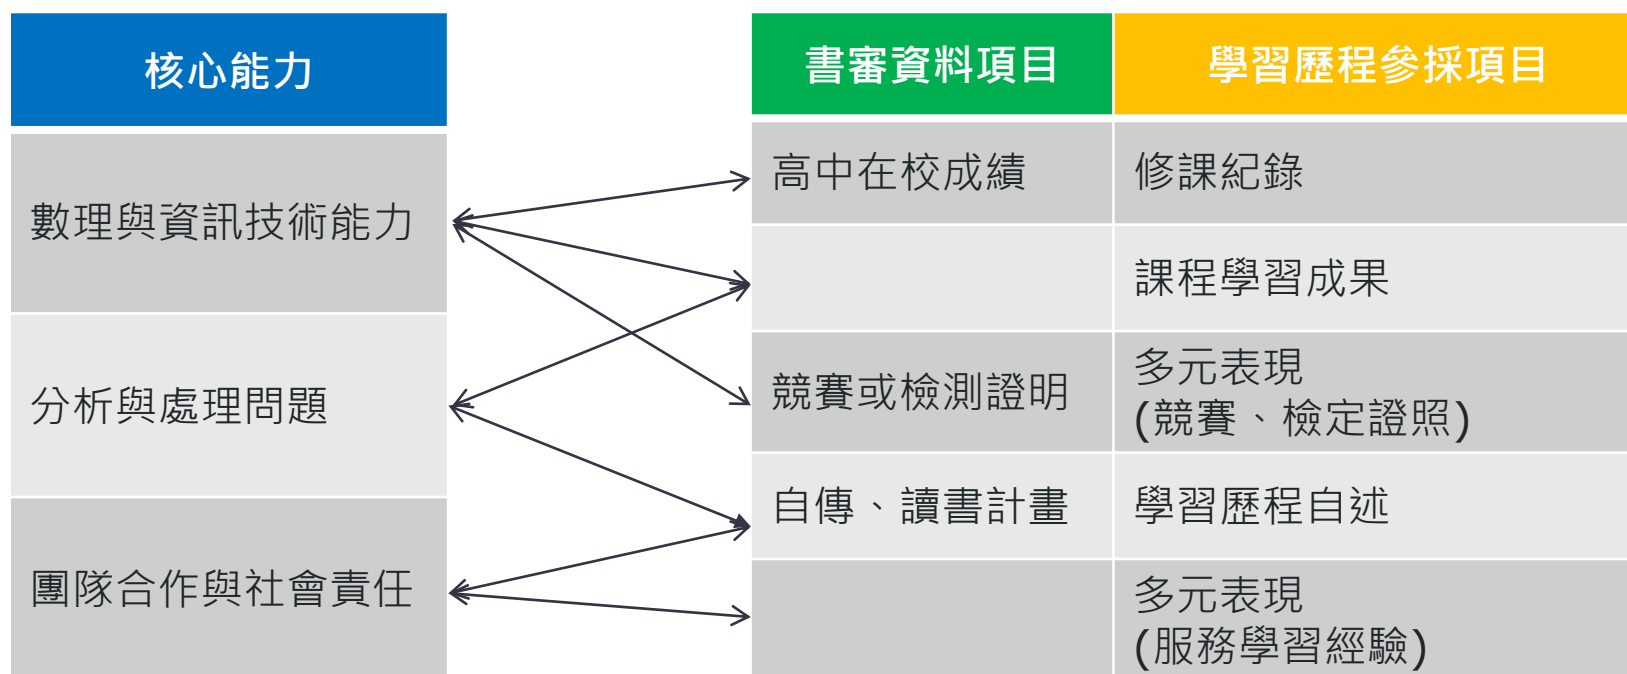 核心能力
數理與資訊技術能力
分析與處理問題
團隊合作與社會責任
書審資料項目
學習歷程參採項目
高中在校成績
修課紀錄
課程學習成果
競賽或檢測證明
多元表現
(競賽、檢定證照)
自傳、讀書計畫
學習歷程自述
多元表現
(服務學習經驗)